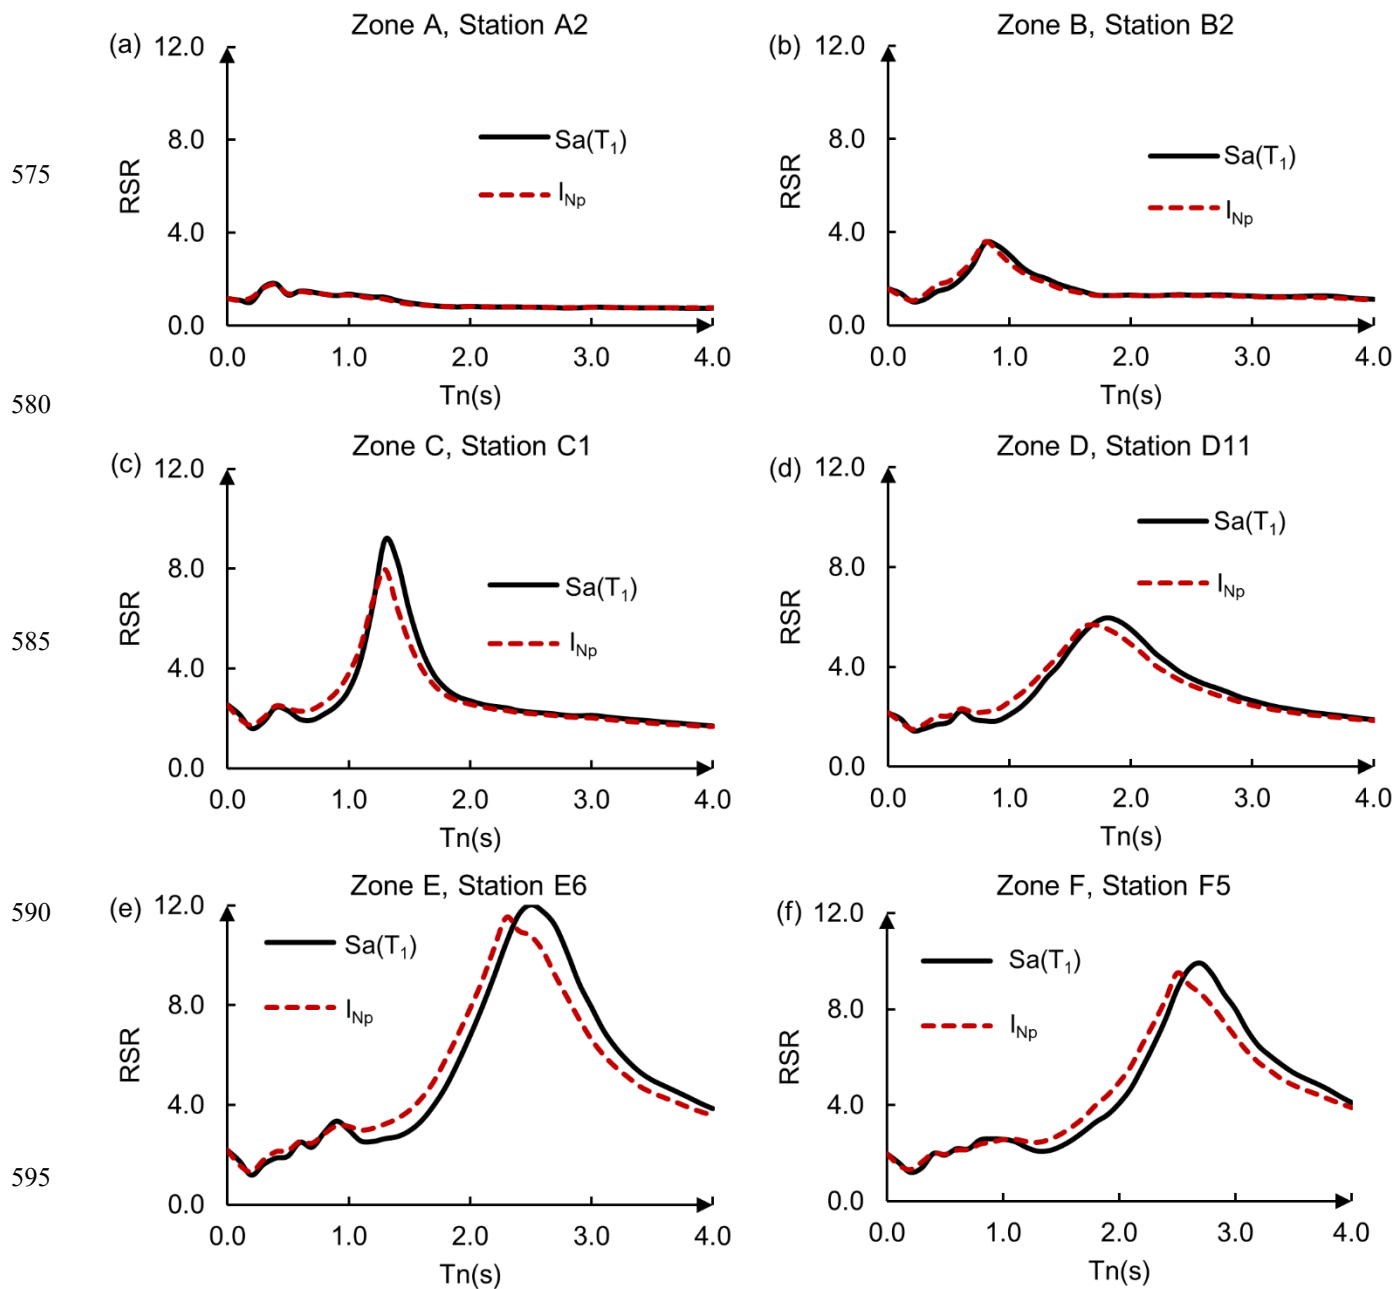 Zone A, Station A2
(a)
12.0
8.0
4.0
0.0
RSR
Sa(T₁)
I_Np
0.0 1.0 2.0 3.0 4.0
Tn(s)
Zone B, Station B2
(b)
12.0
8.0
4.0
0.0
RSR
Sa(T₁)
I_Np
0.0 1.0 2.0 3.0 4.0
Tn(s)
575
580
Zone C, Station C1
(c)
12.0
8.0
4.0
0.0
RSR
Sa(T₁)
I_Np
0.0 1.0 2.0 3.0 4.0
Tn(s)
Zone D, Station D11
(d)
12.0
8.0
4.0
0.0
RSR
Sa(T₁)
I_Np
0.0 1.0 2.0 3.0 4.0
Tn(s)
585
590
Zone E, Station E6
(e)
12.0
8.0
4.0
0.0
RSR
Sa(T₁)
I_Np
0.0 1.0 2.0 3.0 4.0
Tn(s)
Zone F, Station F5
(f)
12.0
8.0
4.0
0.0
RSR
Sa(T₁)
I_Np
0.0 1.0 2.0 3.0 4.0
Tn(s)
595